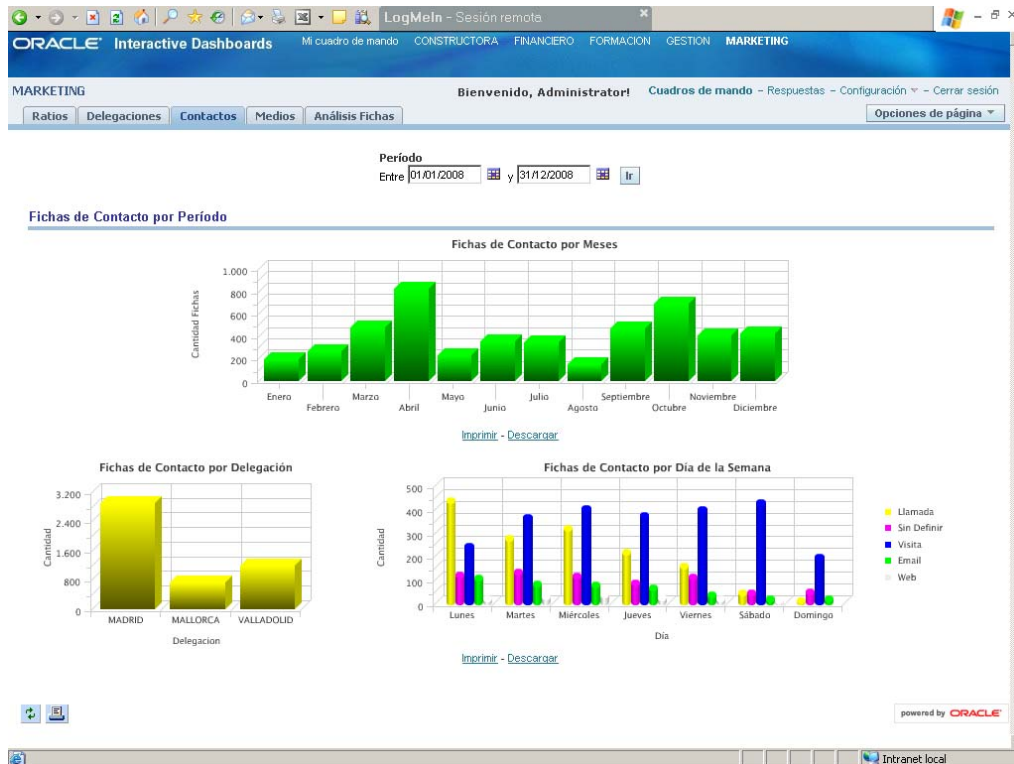 LogMeIn - Sesión remota
ORACLE Interactive Dashboards
Mi cuadro de mando CONSTRUCTORA FINANCIERO FORMACION GESTION MARKETING
MARKETING
Bienvenido, Administrator!
Cuadros de mando - Respuestas - Configuración - Cerrar sesión
Ratios Delegaciones Contactos Medios Análisis Fichas
Opciones de página
Período
Entre 01/01/2008 y 31/12/2008 Ir
Fichas de Contacto por Período
Fichas de Contacto por Meses
Cantidad Fichas
1.000
800
600
400
200
0
Enero Febrero Marzo Abril Mayo Junio Julio Agosto Septiembre Octubre Noviembre Diciembre
Imprimir - Descargar
Fichas de Contacto por Delegación
Cantidad
3.200
2.400
1.600
800
0
MADRID MALLORCA VALLADOLID
Delegacion
Fichas de Contacto por Día de la Semana
Cantidad
500
400
300
200
100
0
Lunes Martes Miércoles Jueves Viernes Sábado Domingo
Día
Llamada
Sin Definir
Visita
Email
Web
Imprimir - Descargar
powered by ORACLE
Intranet local